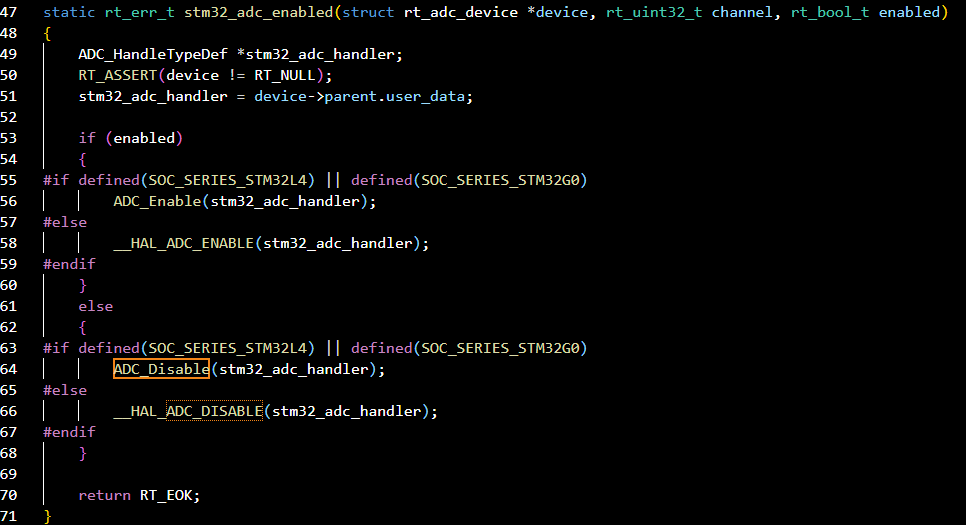 47 static rt_err_t stm32_adc_enabled(struct rt_adc_device *device, rt_uint32_t channel, rt_bool_t enabled)
48 {
49     ADC_HandleTypeDef *stm32_adc_handler;
50     RT_ASSERT(device != RT_NULL);
51     stm32_adc_handler = device->parent.user_data;
52
53     if (enabled)
54     {
55 #if defined(SOC_SERIES_STM32L4) || defined(SOC_SERIES_STM32G0)
56         ADC_Enable(stm32_adc_handler);
57 #else
58         __HAL_ADC_ENABLE(stm32_adc_handler);
59 #endif
60     }
61     else
62     {
63 #if defined(SOC_SERIES_STM32L4) || defined(SOC_SERIES_STM32G0)
64         ADC_Disable(stm32_adc_handler);
65 #else
66         __HAL_ADC_DISABLE(stm32_adc_handler);
67 #endif
68     }
69
70     return RT_EOK;
71 }